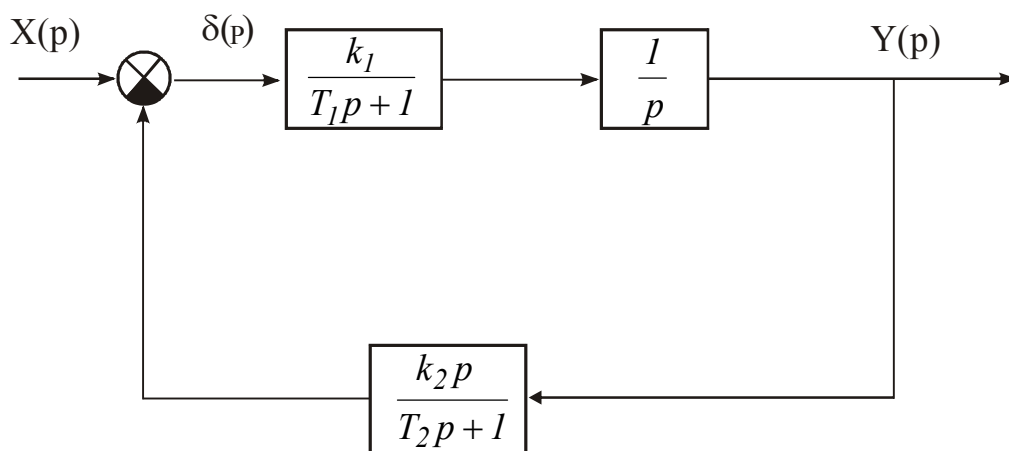 X(p)
δ(p)
k₁
T₁p + 1
1
p
Y(p)
k₂p
T₂p + 1